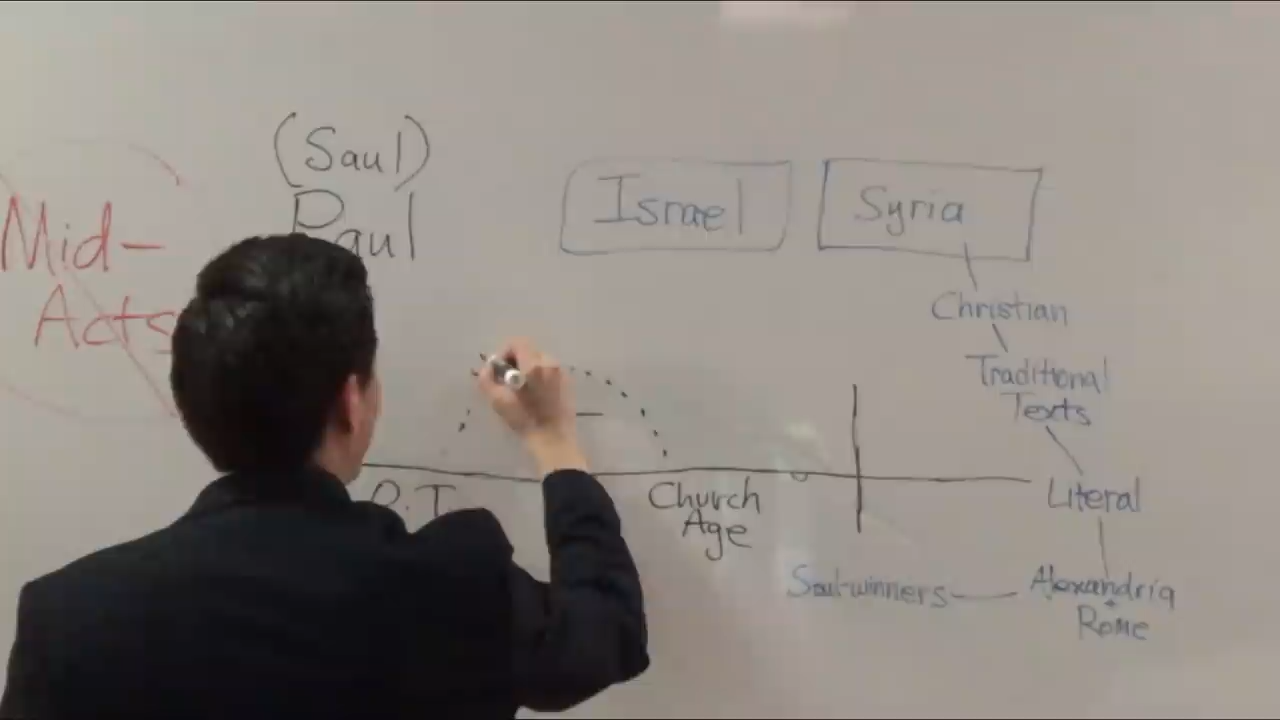 Mid-
Acts
(Saul)
Paul
Israel
Syria
Christian
Traditional
Texts
Literal
Alexandria
+
Rome
Soul-winners
O.T
Church
Age